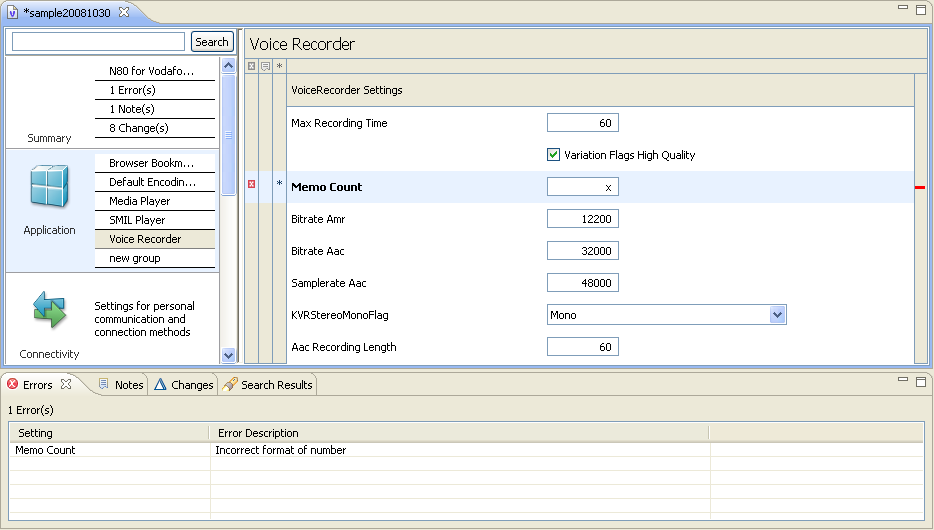 *sample20081030
Search
N80 for Vodafo...
1 Error(s)
1 Note(s)
8 Change(s)
Summary
Browser Bookm...
Default Encodin...
Media Player
SMIL Player
Voice Recorder
new group
Application
Settings for personal
communication and
connection methods
Connectivity
Voice Recorder
*
VoiceRecorder Settings
Max Recording Time 60
Variation Flags High Quality
* Memo Count x
Bitrate Amr 12200
Bitrate Aac 32000
Samplerate Aac 48000
KVRStereoMonoFlag Mono
Aac Recording Length 60
Errors Notes Changes Search Results
1 Error(s)
Setting Error Description
Memo Count Incorrect format of number